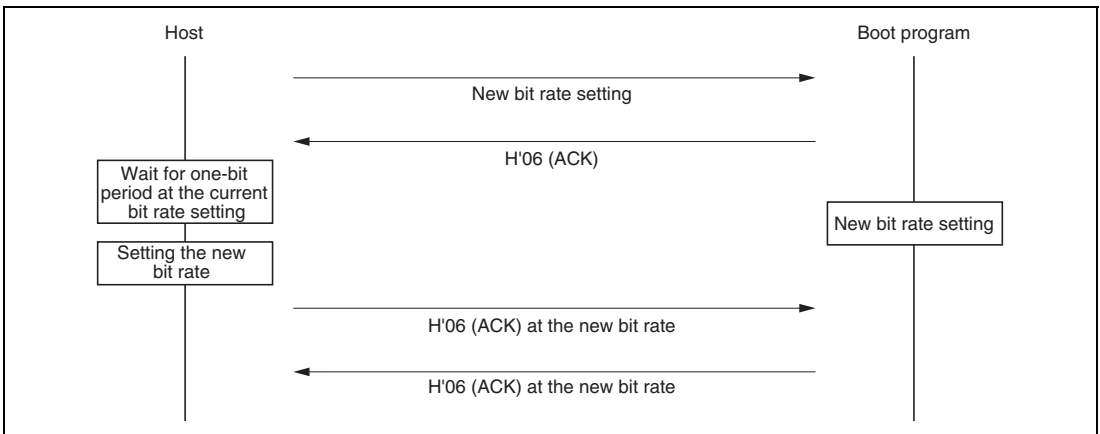 Host
Boot program
New bit rate setting
H'06 (ACK)
Wait for one-bit
period at the current
bit rate setting
New bit rate setting
Setting the new
bit rate
H'06 (ACK) at the new bit rate
H'06 (ACK) at the new bit rate